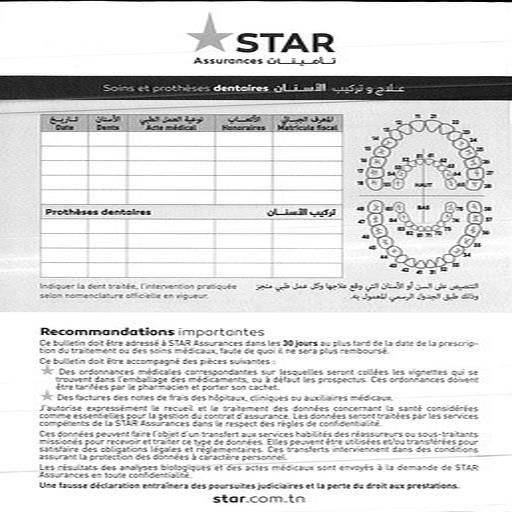 STAR
Assurances تأمينات
Soins et prothèses dentaires علاج و تركيب الأسنان
تاريخ الأسنان نوعية العمل الطبي الأتعاب المعرف الجبائي
Date Dents Acte médical Honoraires Matricule fiscal
Prothèses dentaires تركيب الأسنان
HAUT
BAS
Indiquer la dent traitée, l'intervention pratiquée
selon nomenclature officielle en vigueur.
التنصيص على السن أو الأسنان التي وقع علاجها وكل عمل طبي منجز
وذلك طبق الجدول الرسمي المعمول به.
Recommandations importantes
Ce bulletin doit être adressé à STAR Assurances dans les 30 jours au plus tard de la date de la prescrip-
tion du traitement ou des soins médicaux, faute de quoi il ne sera plus remboursé.
Ce bulletin doit être accompagné des pièces suivantes :
Des ordonnances médicales correspondantes sur lesquelles seront collées les vignettes qui se
trouvent dans l'emballage des médicaments, ou à défaut les prospectus. Ces ordonnances doivent
être tarifiées par le pharmacien et porter son cachet.
Des factures des notes de frais des hôpitaux, cliniques ou auxiliaires médicaux.
J'autorise expressément le recueil et le traitement des données concernant la santé considérées
comme essentielles pour la gestion du contrat d'assurance. Les données seront traitées par les services
compétents de la STAR Assurances dans le respect des règles de confidentialité.
Ces données peuvent faire l'objet d'un transfert aux services habilités des réassureurs ou sous-traitants
missionés pour recevoir et traiter ce type de données. Elles peuvent être utilisées et/ou transférées pour
satisfaire des obligations légales et réglementaires. Ces transferts interviennent dans des conditions
assurant la protection des données à caractère personnel.
Les résultats des analyses biologiques et des actes médicaux sont envoyés à la demande de STAR
Assurances en toute confidentialité.
Une fausse déclaration entraînera des poursuites judiciaires et la perte du droit aux prestations.
star.com.tn